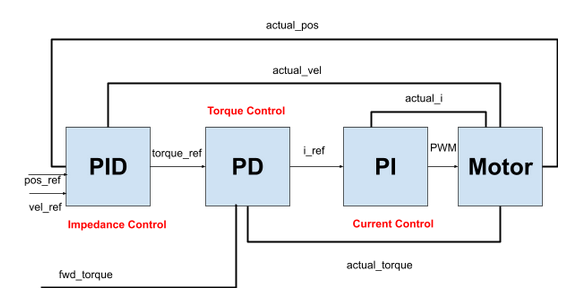 actual_pos
actual_vel
actual_i
Torque Control
PID
torque_ref
PD
i_ref
PI
PWM
Motor
pos_ref
vel_ref
Impedance Control
Current Control
actual_torque
fwd_torque